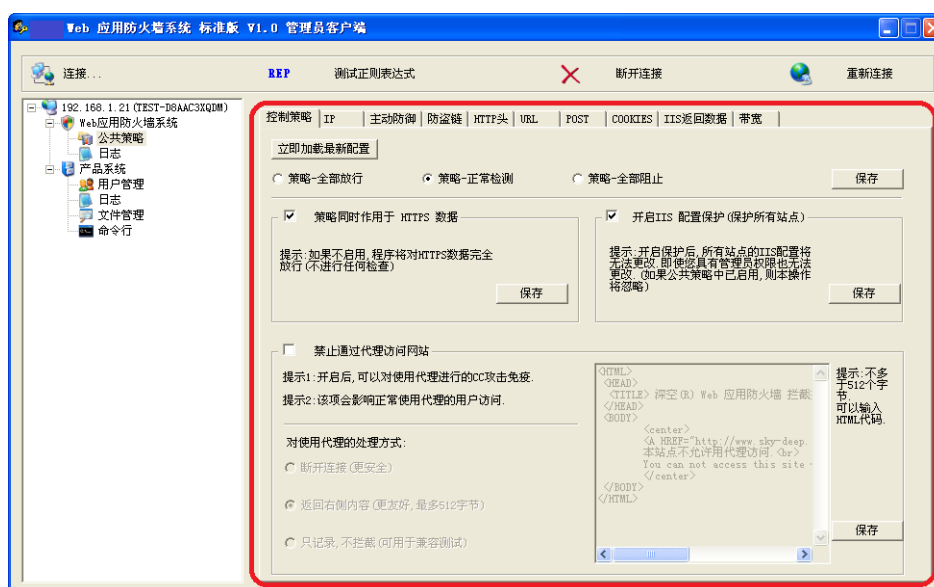 Web 应用防火墙系统 标准版 V1.0 管理员客户端
连接...
REP 测试正则表达式
断开连接
重新连接
192.168.1.21(TEST-D8AAC3XQDM)
Web应用防火墙系统
公共策略
日志
产品系统
用户管理
日志
文件管理
命令行
控制策略 IP 主动防御 防盗链 HTTP头 URL POST COOKIES IIS返回数据 带宽
立即加载最新配置
策略-全部放行 策略-正常检测 策略-全部阻止 保存
策略同时作用于 HTTPS 数据
提示:如果不启用,程序将对HTTPS数据完全
放行(不进行任何检查)
保存
开启IIS 配置保护(保护所有站点)
提示:开启保护后,所有站点的IIS配置将
无法更改.即使您具有管理员权限也无法
更改.(如果公共策略中已启用,则本操作
将忽略)
保存
禁止通过代理访问网站
提示1:开启后,可以对使用代理进行的CC攻击免疫.
提示2:该项会影响正常使用代理的用户访问.
对使用代理的处理方式:
断开连接(更安全)
返回右侧内容(更友好,最多512字节)
只记录,不拦截(可用于兼容测试)
<HTML>
<HEAD>
<TITLE> 深空(R) Web 应用防火墙 拦截
</HEAD>
<BODY>
<center>
<A HREF="http://www.sky-deep.
本站点不允许用代理访问.<br>
You can not access this site
</center>
</BODY>
</HTML>
提示:不多
于512个字
节.
可以输入
HTML代码.
保存